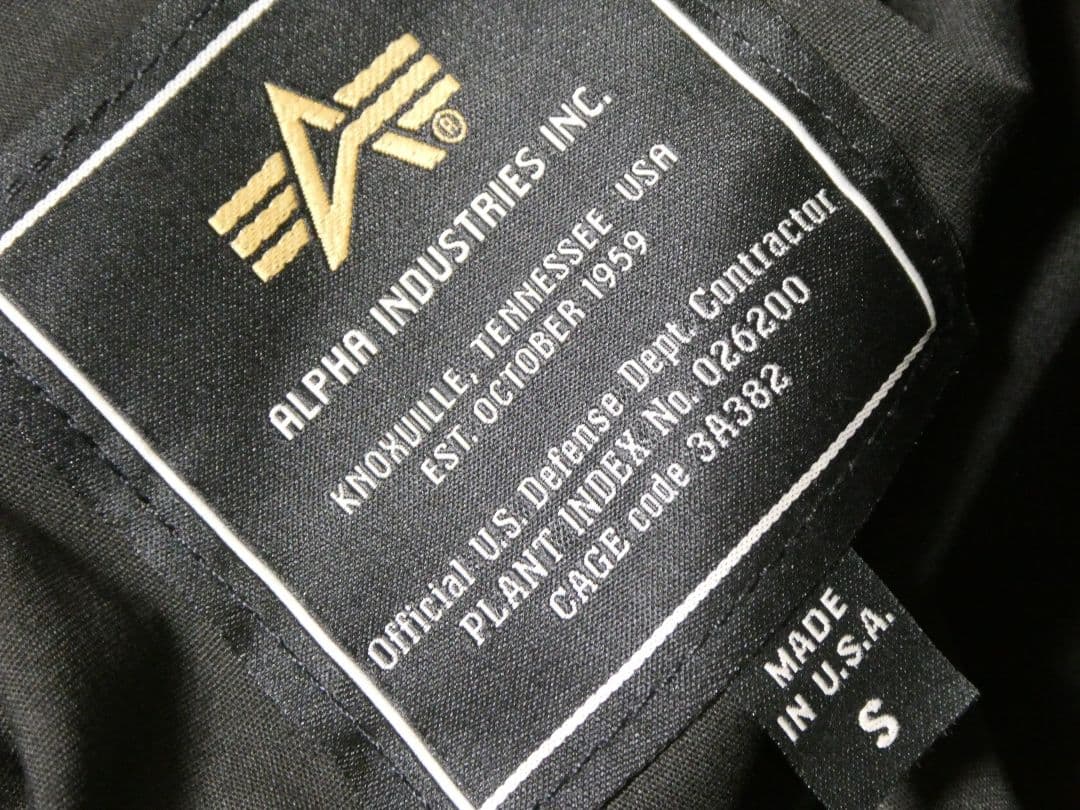 ®
ALPHA INDUSTRIES INC.
KNOXVILLE, TENNESSEE USA
EST. OCTOBER 1959
Official U.S. Defense Dept. Contractor
PLANT INDEX No. 026200
CAGE code 3A382
MADE
IN U.S.A.
S